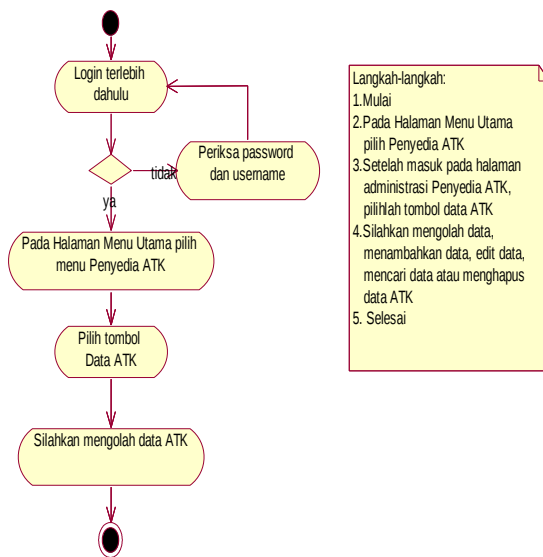 Login terlebih
dahulu
Periksa password
dan username
tidak
ya
Pada Halaman Menu Utama pilih
menu Penyedia ATK
Pilih tombol
Data ATK
Silahkan mengolah data ATK
Langkah-langkah:
1.Mulai
2.Pada Halaman Menu Utama
pilih Penyedia ATK
3.Setelah masuk pada halaman
administrasi Penyedia ATK,
pilihlah tombol data ATK
4.Silahkan mengolah data,
menambahkan data, edit data,
mencari data atau menghapus
data ATK
5. Selesai